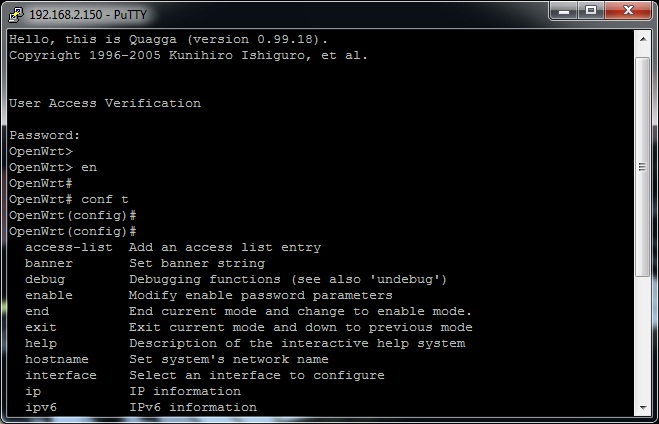 192.168.2.150 - PuTTY
Hello, this is Quagga (version 0.99.18).
Copyright 1996-2005 Kunihiro Ishiguro, et al.
User Access Verification
Password:
OpenWrt>
OpenWrt> en
OpenWrt#
OpenWrt# conf t
OpenWrt(config)#
OpenWrt(config)#
access-list  Add an access list entry
banner       Set banner string
debug        Debugging functions (see also 'undebug')
enable       Modify enable password parameters
end          End current mode and change to enable mode.
exit         Exit current mode and down to previous mode
help         Description of the interactive help system
hostname     Set system's network name
interface    Select an interface to configure
ip           IP information
ipv6         IPv6 information